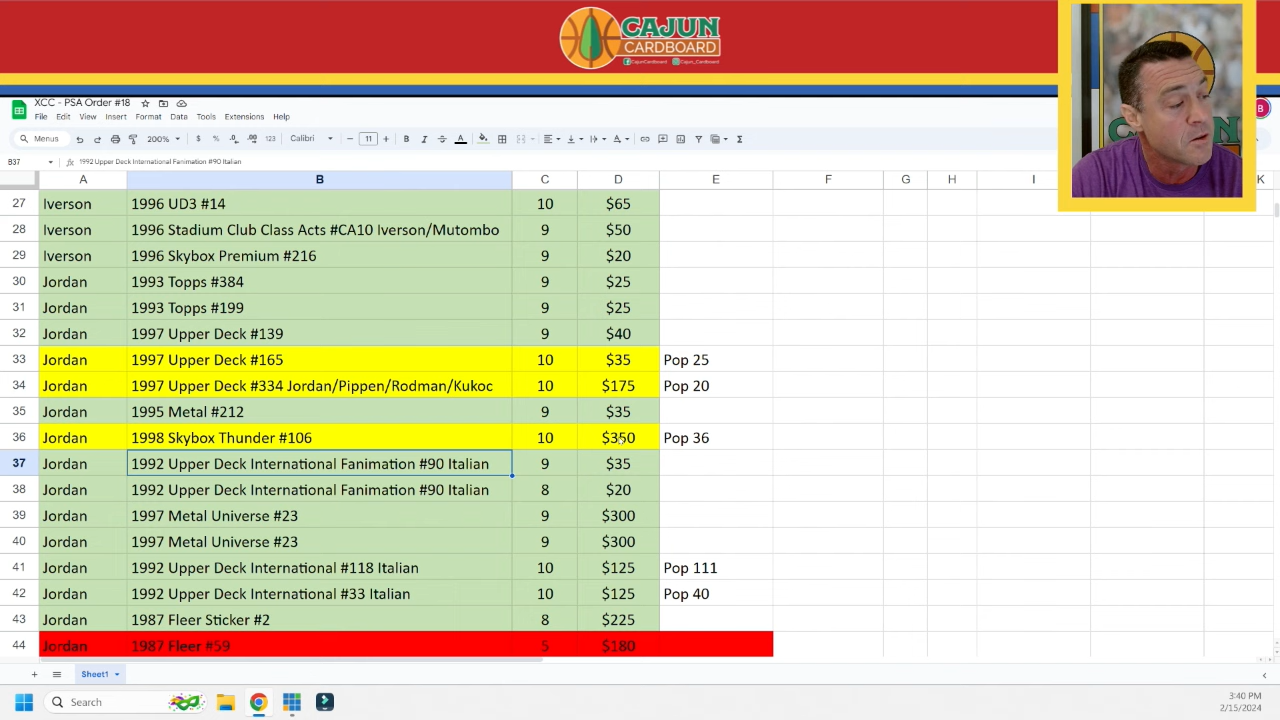 CAJUN
CARDBOARD
CajunCardboard Cajun_Cardboard
XCC - PSA Order #18
File Edit View Insert Format Data Tools Extensions Help
Menus 200% $ % .0 .00 123 Calibri - 11 + B I A Σ
B37 fx 1992 Upper Deck International Fanimation #90 Italian
A B C D E F G H I K
27 Iverson 1996 UD3 #14 10 $65
28 Iverson 1996 Stadium Club Class Acts #CA10 Iverson/Mutombo 9 $50
29 Iverson 1996 Skybox Premium #216 9 $20
30 Jordan 1993 Topps #384 9 $25
31 Jordan 1993 Topps #199 9 $25
32 Jordan 1997 Upper Deck #139 9 $40
33 Jordan 1997 Upper Deck #165 10 $35 Pop 25
34 Jordan 1997 Upper Deck #334 Jordan/Pippen/Rodman/Kukoc 10 $175 Pop 20
35 Jordan 1995 Metal #212 9 $35
36 Jordan 1998 Skybox Thunder #106 10 $350 Pop 36
37 Jordan 1992 Upper Deck International Fanimation #90 Italian 9 $35
38 Jordan 1992 Upper Deck International Fanimation #90 Italian 8 $20
39 Jordan 1997 Metal Universe #23 9 $300
40 Jordan 1997 Metal Universe #23 9 $300
41 Jordan 1992 Upper Deck International #118 Italian 10 $125 Pop 111
42 Jordan 1992 Upper Deck International #33 Italian 10 $125 Pop 40
43 Jordan 1987 Fleer Sticker #2 8 $225
44 Jordan 1987 Fleer #59 5 $180
+ Sheet1
Search
3:40 PM
2/15/2024